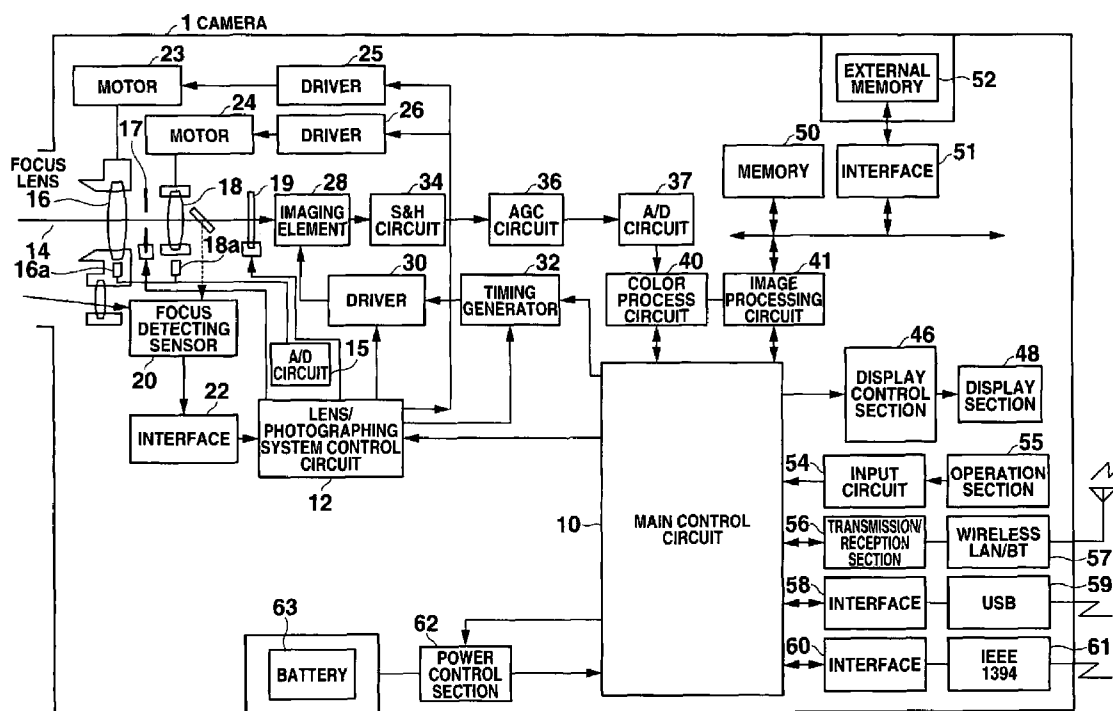 1 CAMERA
23
MOTOR
25
DRIVER
24
MOTOR
26
DRIVER
EXTERNAL
MEMORY
52
50
MEMORY
INTERFACE
51
17
FOCUS
LENS
16
18
19
28
IMAGING
ELEMENT
34
S&H
CIRCUIT
36
AGC
CIRCUIT
37
A/D
CIRCUIT
14
16a
18a
30
DRIVER
32
TIMING
GENERATOR
40
COLOR
PROCESS
CIRCUIT
41
IMAGE
PROCESSING
CIRCUIT
FOCUS
DETECTING
SENSOR
20
A/D
CIRCUIT
15
22
INTERFACE
LENS/
PHOTOGRAPHING
SYSTEM CONTROL
CIRCUIT
12
46
DISPLAY
CONTROL
SECTION
48
DISPLAY
SECTION
10
MAIN CONTROL
CIRCUIT
54
INPUT
CIRCUIT
55
OPERATION
SECTION
56
TRANSMISSION/
RECEPTION
SECTION
WIRELESS
LAN/BT
57
58
INTERFACE
USB
59
60
INTERFACE
IEEE
1394
61
63
BATTERY
62
POWER
CONTROL
SECTION